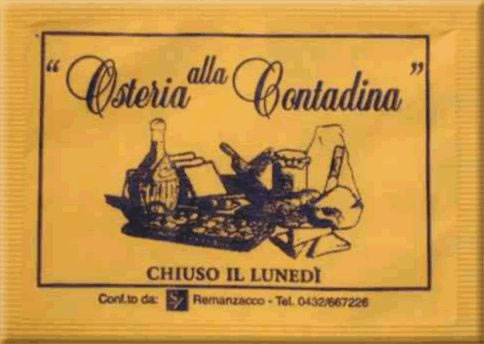 “Osteria alla Contadina”
CHIUSO IL LUNEDÌ
Conf.to da: Remanzacco - Tel. 0432/667226